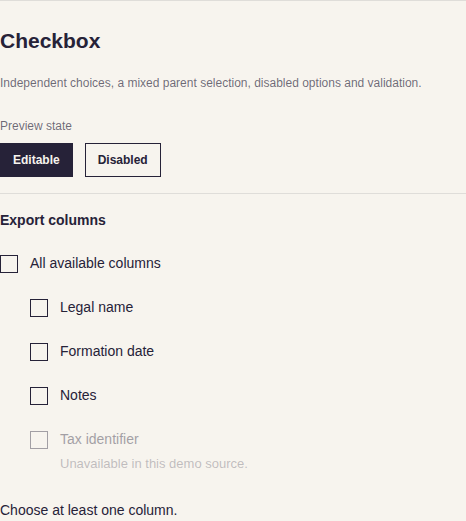 Checkbox
Independent choices, a mixed parent selection, disabled options and validation.
Preview state
Editable Disabled
Export columns
All available columns
Legal name
Formation date
Notes
Tax identifier
Unavailable in this demo source.
Choose at least one column.